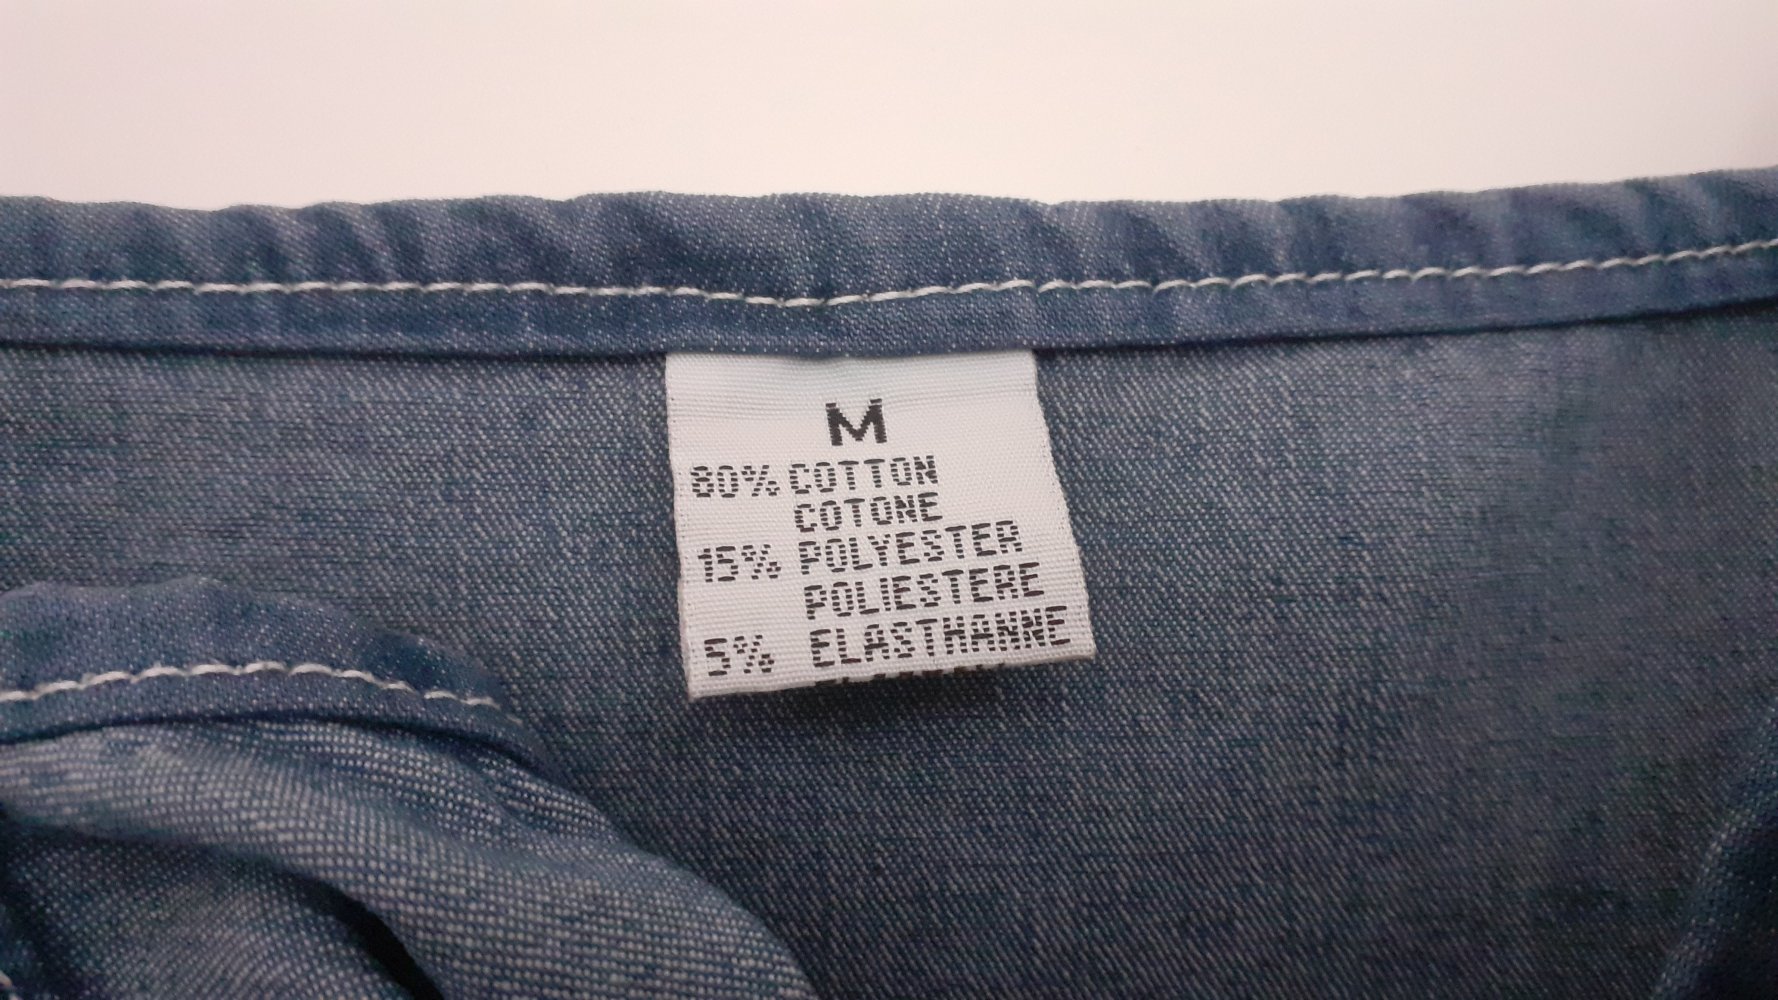 M
80% COTTON
COTONE
15% POLYESTER
POLIESTERE
5% ELASTHANNE